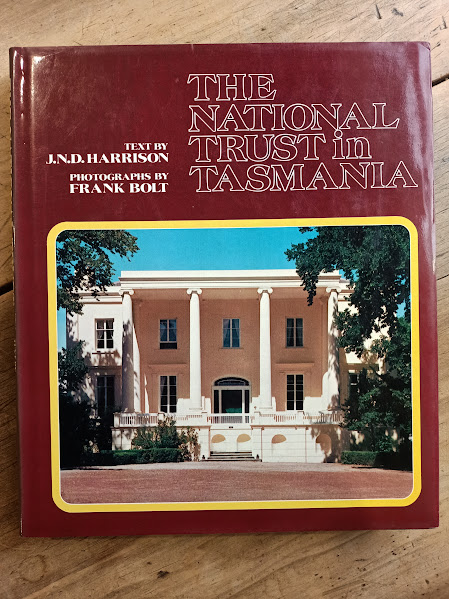 THE
NATIONAL
TRUST in
TASMANIA
TEXT BY
J.N.D. HARRISON
PHOTOGRAPHS BY
FRANK BOLT